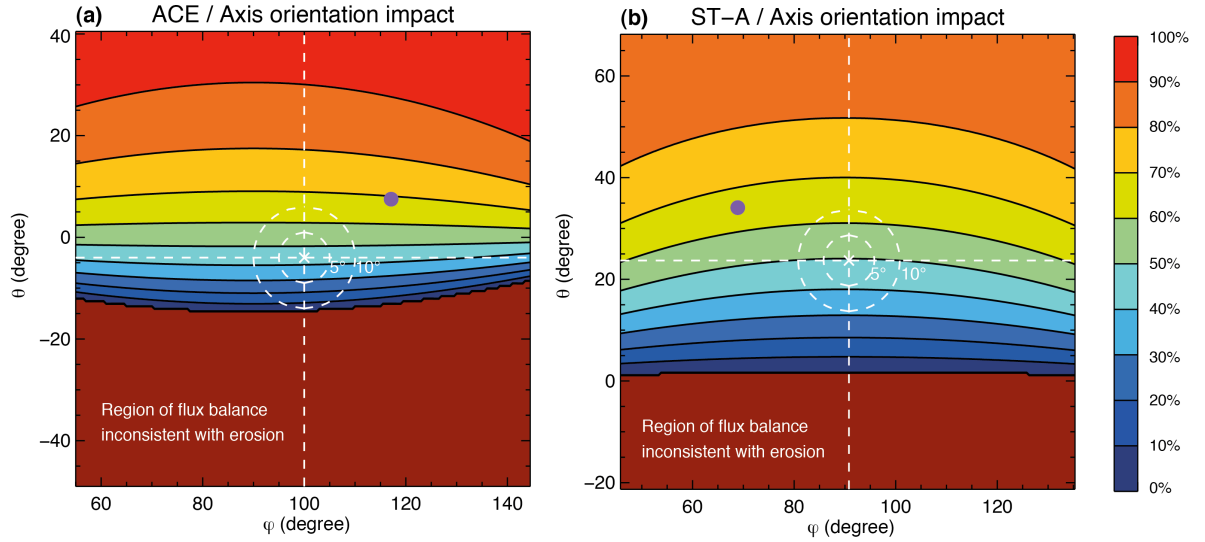 (a) ACE / Axis orientation impact
40
20
0
−20
−40
θ (degree)
5° 10°
Region of flux balance
inconsistent with erosion
60 80 100 120 140
φ (degree)
(b) ST−A / Axis orientation impact
60
40
20
0
−20
θ (degree)
5° 10°
Region of flux balance
inconsistent with erosion
60 80 100 120
φ (degree)
100%
90%
80%
70%
60%
50%
40%
30%
20%
10%
0%